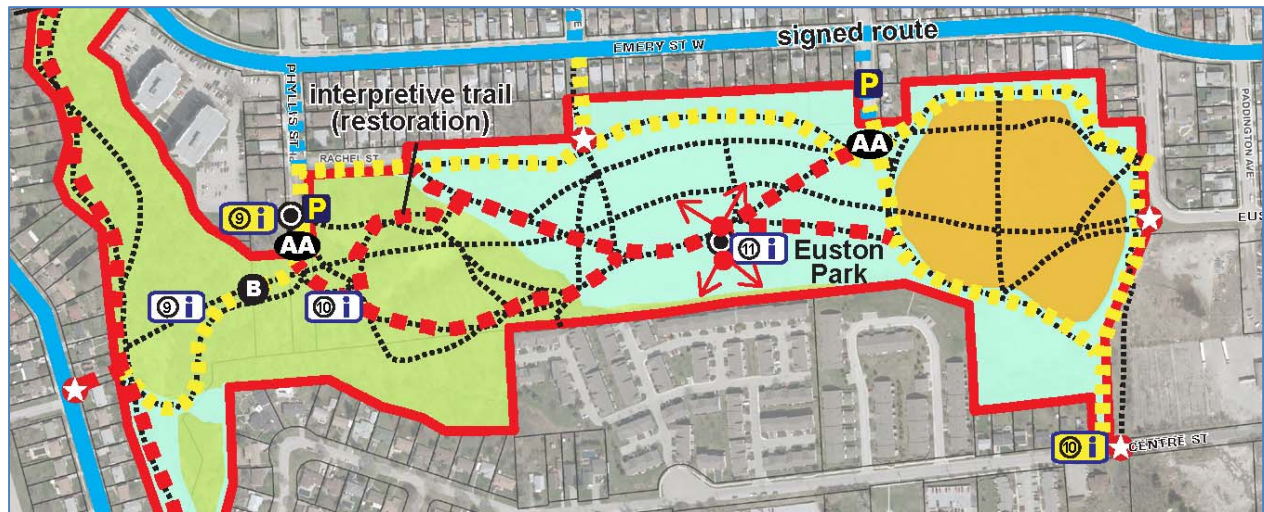 EMERY ST W
signed route
P
PHYLLIS ST
interpretive trail
(restoration)
RACHEL ST
AA
PADDINGTON AVE
9 i
P
AA
11 i
Euston
Park
EUS
B
9 i
10 i
10 i
CENTRE ST